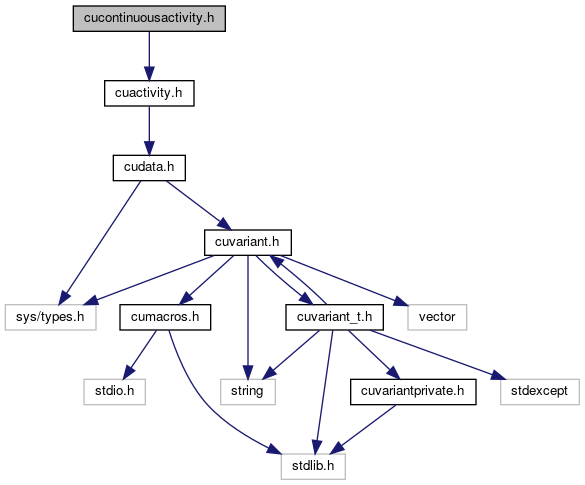 cucontinuousactivity.h
cuactivity.h
cudata.h
cuvariant.h
sys/types.h
cumacros.h
cuvariant_t.h
vector
stdio.h
string
cuvariantprivate.h
stdexcept
stdlib.h